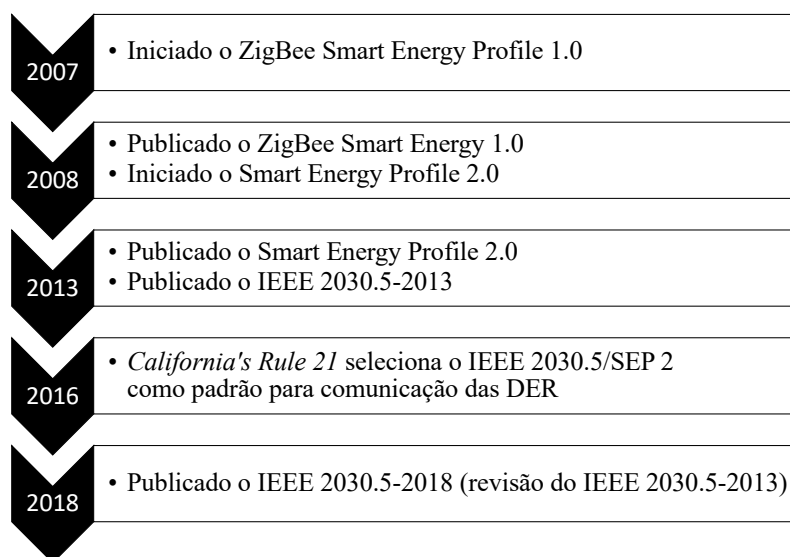 2007
• Iniciado o ZigBee Smart Energy Profile 1.0
2008
• Publicado o ZigBee Smart Energy 1.0
• Iniciado o Smart Energy Profile 2.0
2013
• Publicado o Smart Energy Profile 2.0
• Publicado o IEEE 2030.5-2013
2016
• California's Rule 21 seleciona o IEEE 2030.5/SEP 2
como padrão para comunicação das DER
2018
• Publicado o IEEE 2030.5-2018 (revisão do IEEE 2030.5-2013)